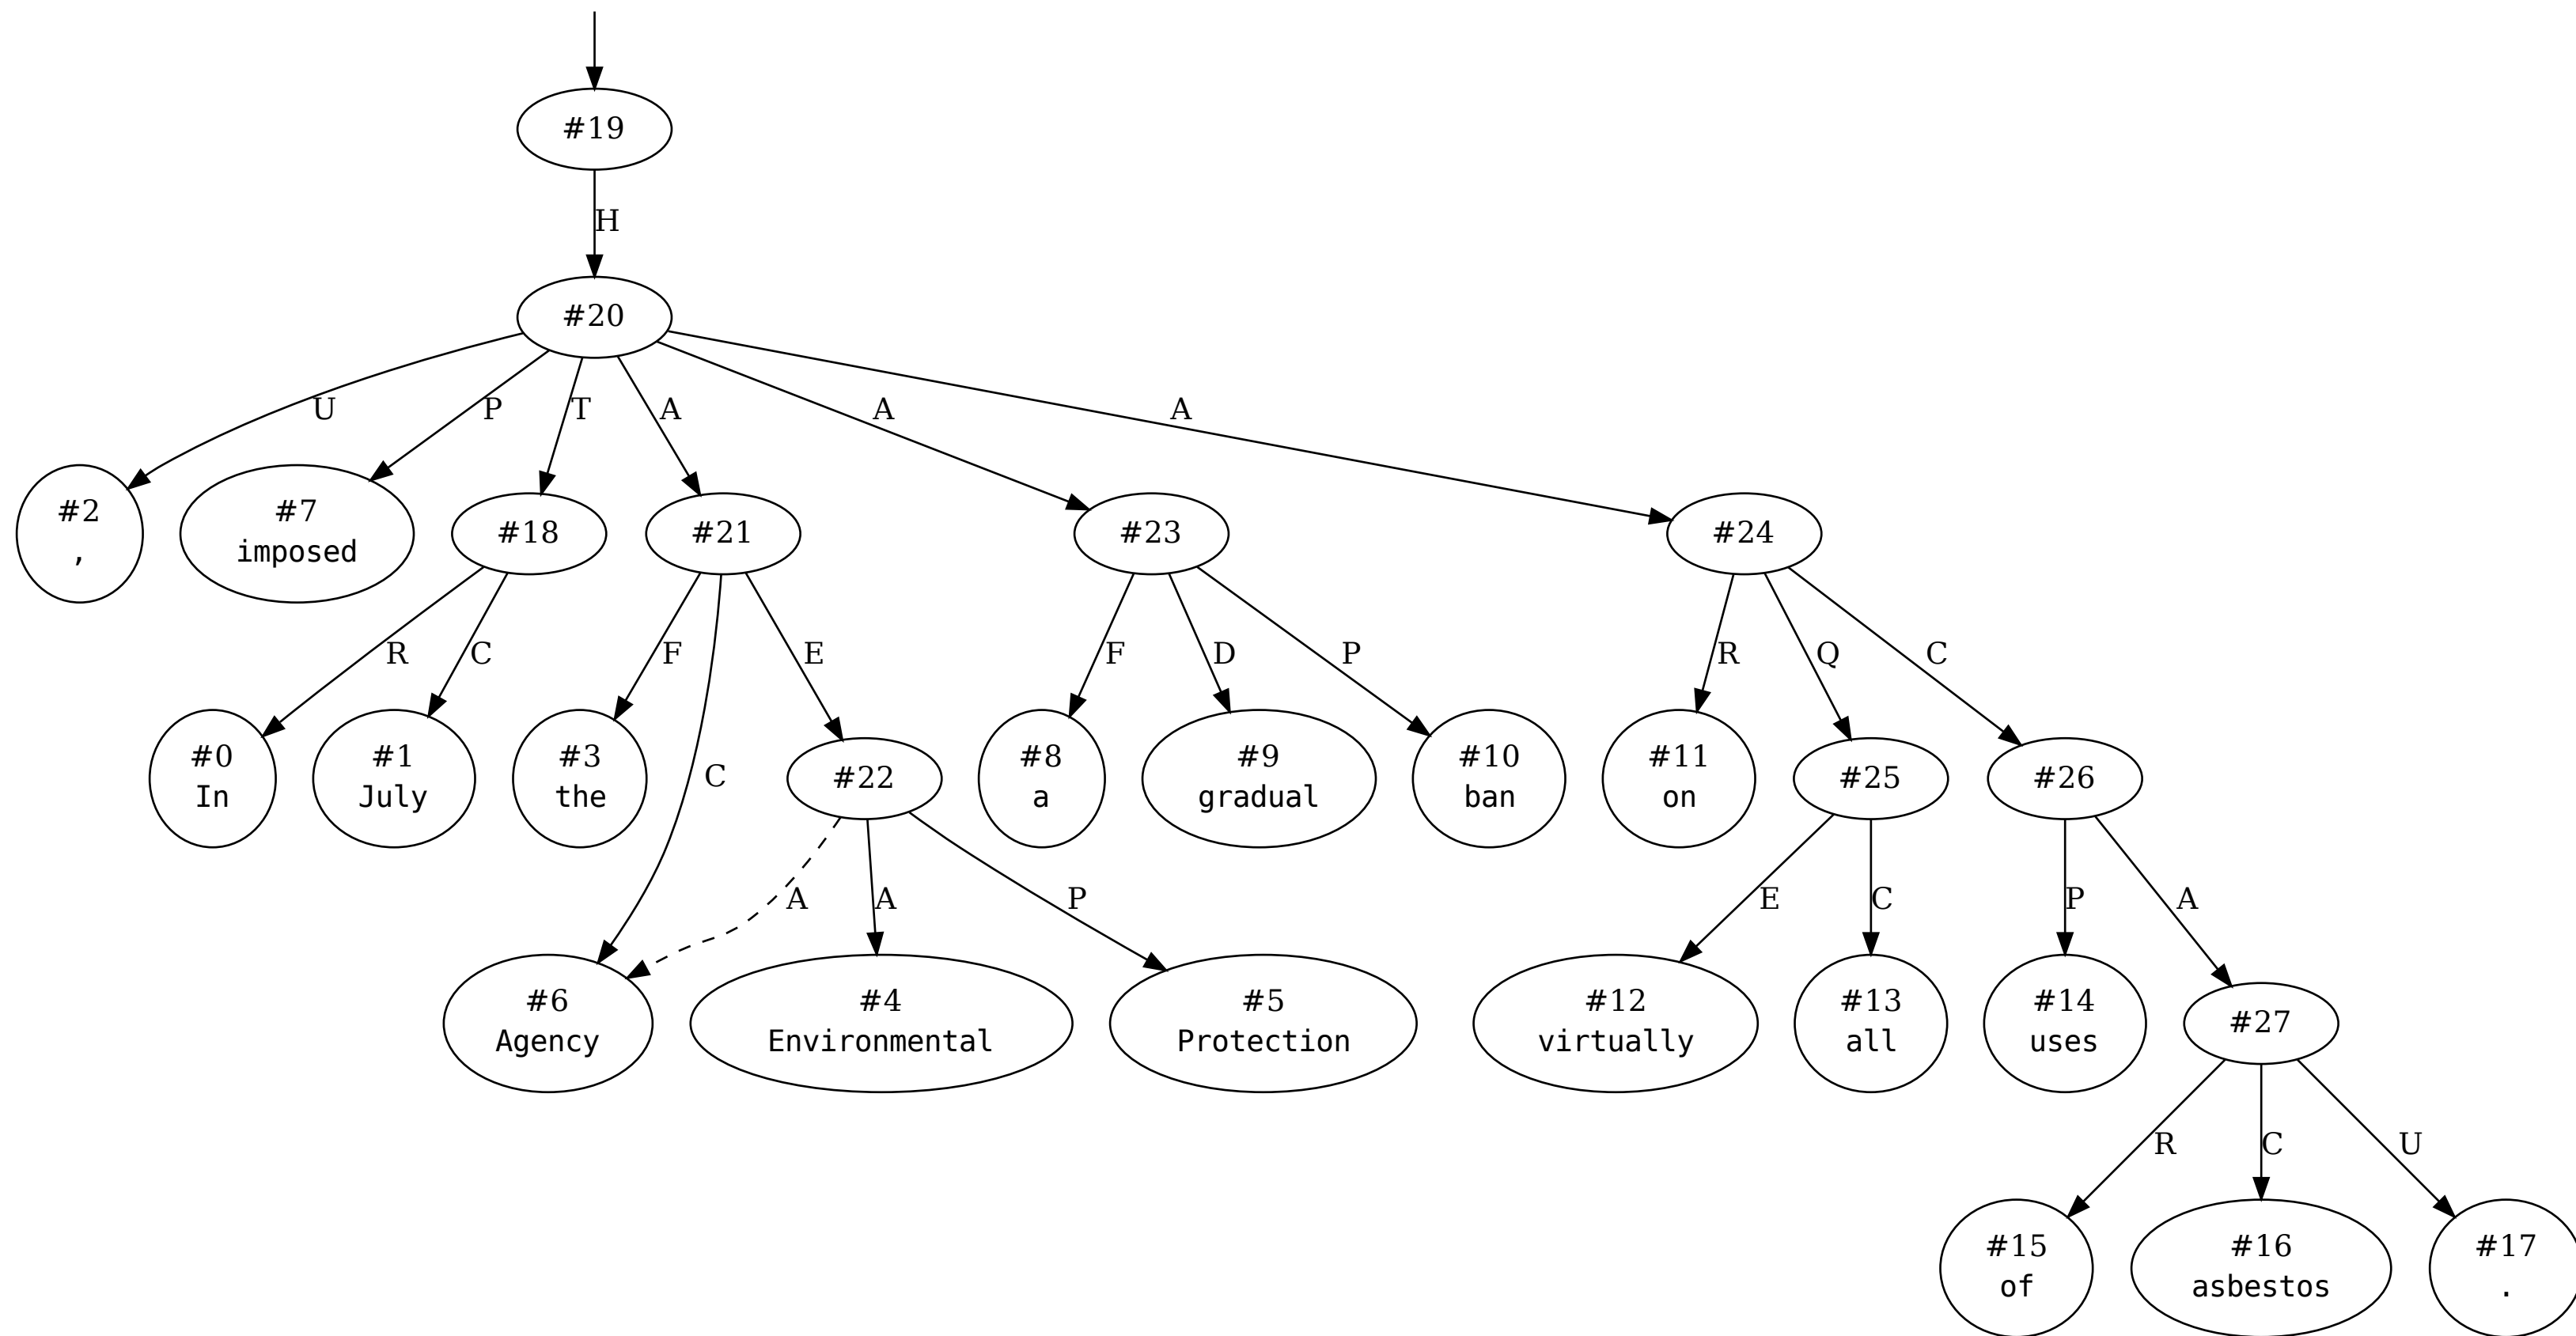 #19
H
#20
U P T A A A
#2
,
#7
imposed
#18
#21
#23
#24
R C F E F D P R Q C
#0
In
#1
July
#3
the
C
#22
#8
a
#9
gradual
#10
ban
#11
on
#25
#26
A A P E C P A
#6
Agency
#4
Environmental
#5
Protection
#12
virtually
#13
all
#14
uses
#27
R C U
#15
of
#16
asbestos
#17
.